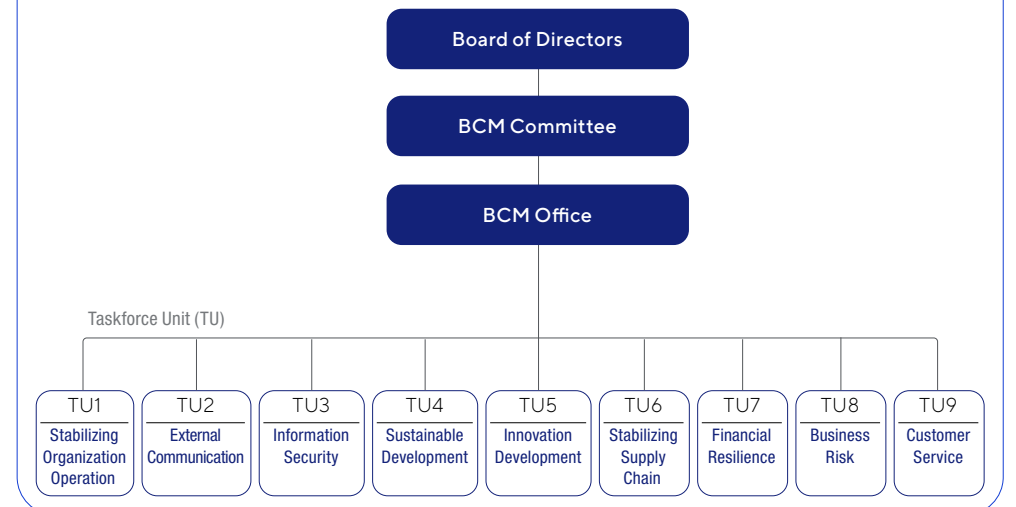 Board of Directors
BCM Committee
BCM Office
Taskforce Unit (TU)
TU1
Stabilizing
Organization
Operation
TU2
External
Communication
TU3
Information
Security
TU4
Sustainable
Development
TU5
Innovation
Development
TU6
Stabilizing
Supply
Chain
TU7
Financial
Resilience
TU8
Business
Risk
TU9
Customer
Service